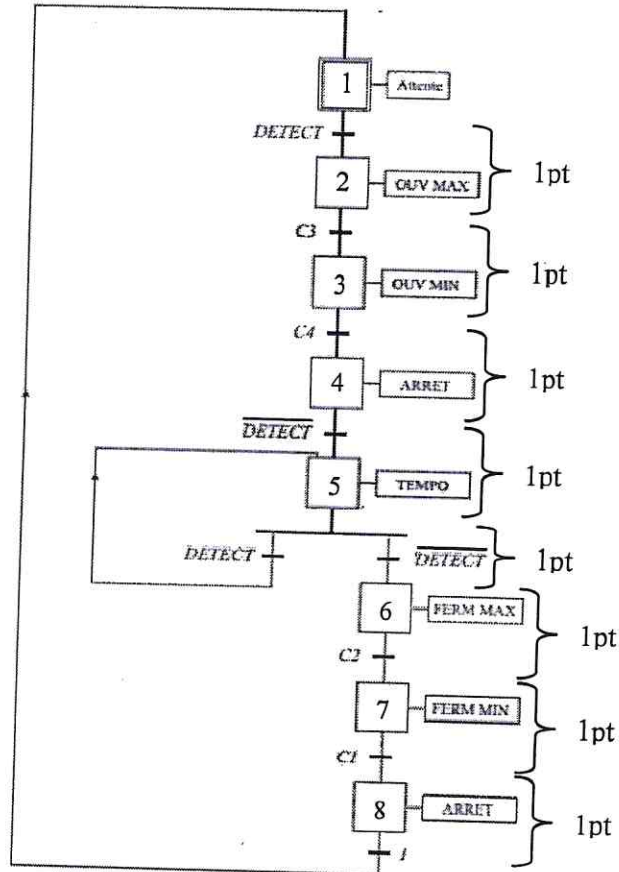 1 Attente
DETECT
2 OUV MAX 1pt
C3
3 OUV MIN 1pt
C4
4 ARRET 1pt
DETECT
5 TEMPO 1pt
DETECT DETECT 1pt
6 FERM MAX 1pt
C2
7 FERM MIN 1pt
C1
8 ARRET 1pt
1